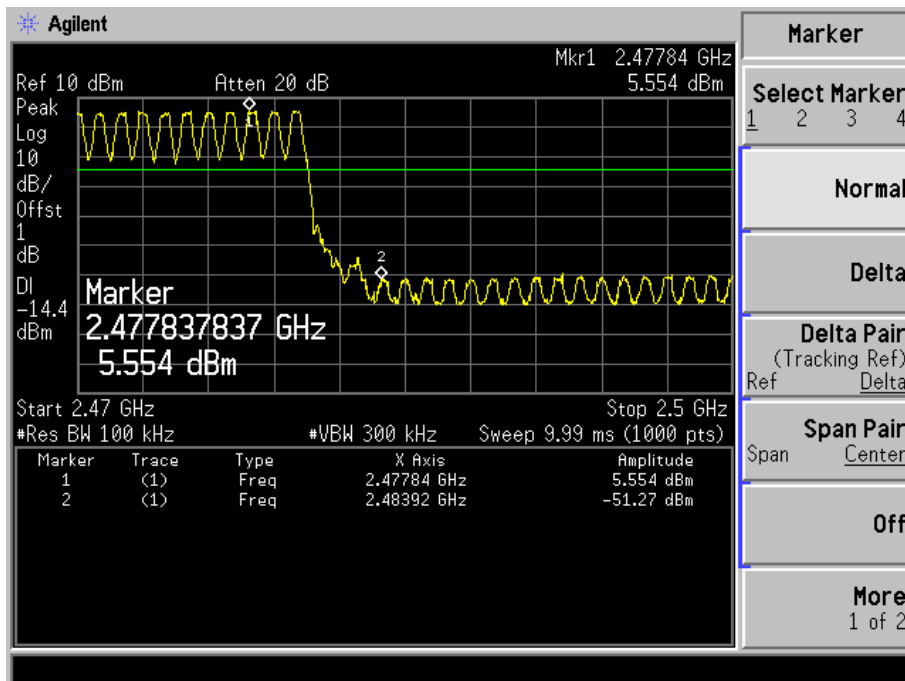 Agilent
Mkr1 2.47784 GHz
Ref 10 dBm Atten 20 dB 5.554 dBm
Peak
Log
10
dB/
Offst
1
dB
DI
-14.4
dBm
1
2
Marker
2.477837837 GHz
5.554 dBm
Start 2.47 GHz Stop 2.5 GHz
#Res BW 100 kHz #VBW 300 kHz Sweep 9.99 ms (1000 pts)
Marker Trace Type X Axis Amplitude
1 (1) Freq 2.47784 GHz 5.554 dBm
2 (1) Freq 2.48392 GHz -51.27 dBm
Marker
Select Marker
1 2 3 4
Normal
Delta
Delta Pair
(Tracking Ref)
Ref Delta
Span Pair
Span Center
Off
More
1 of 2